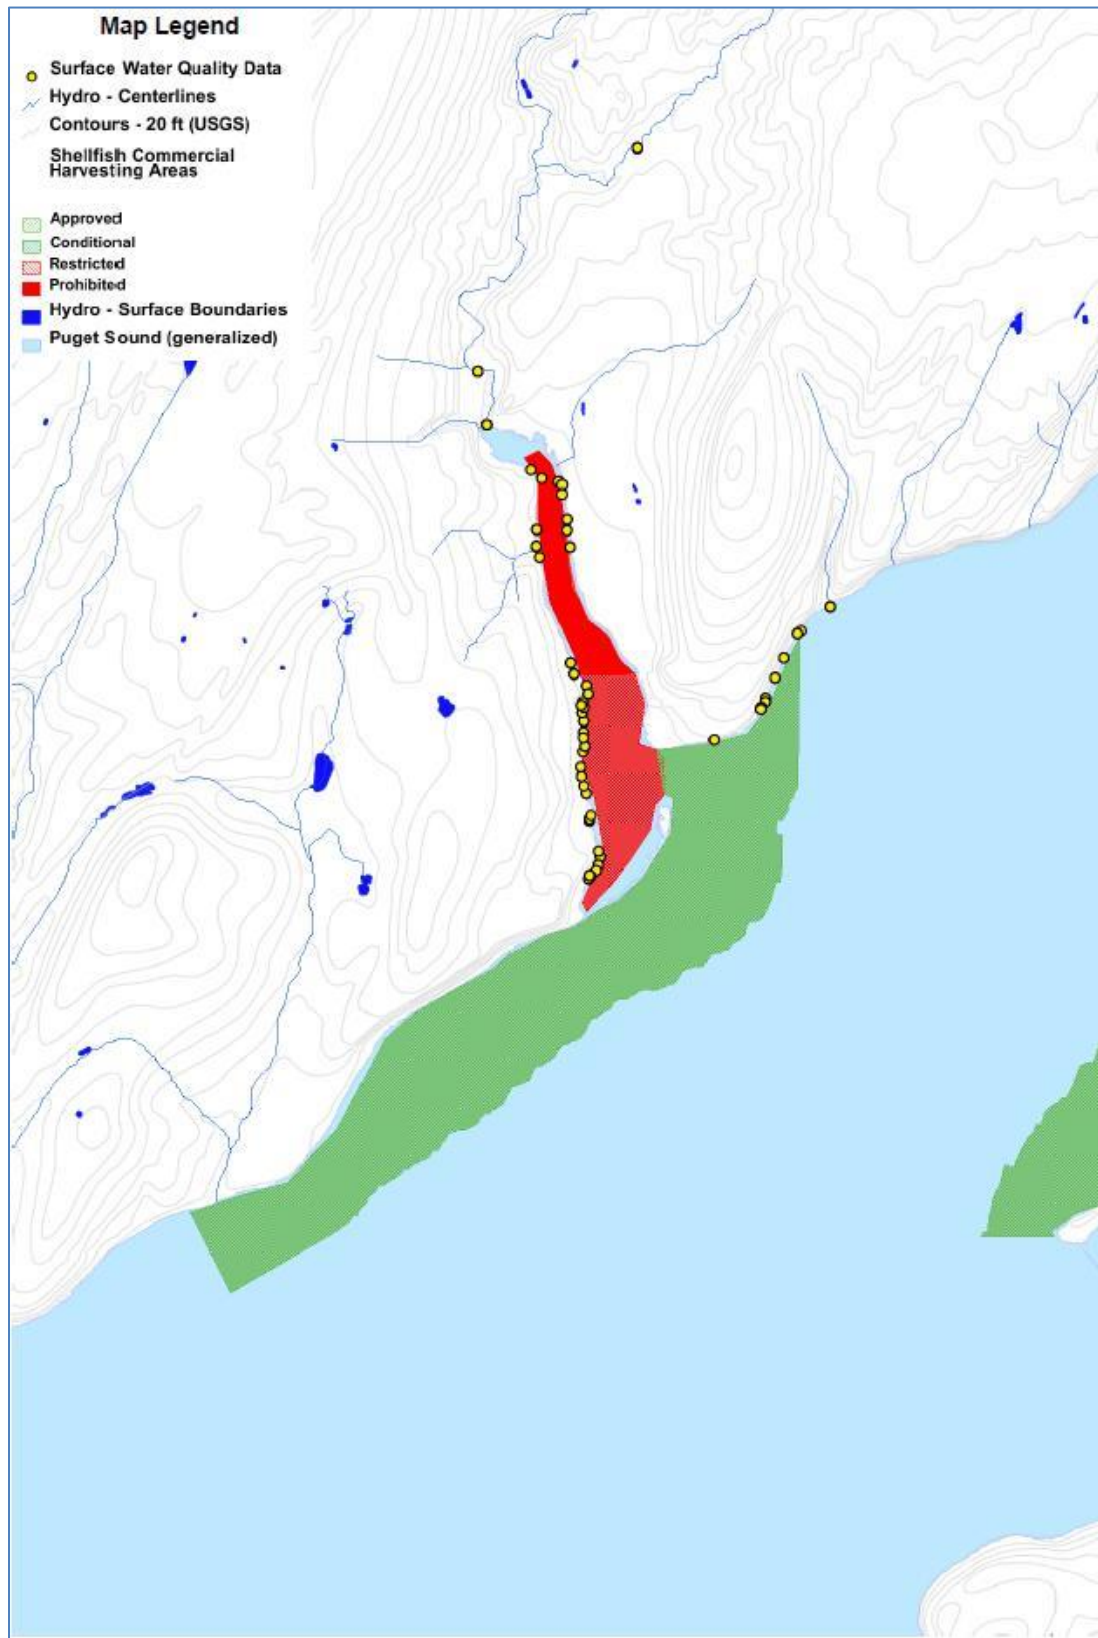 Map Legend
Surface Water Quality Data
Hydro - Centerlines
Contours - 20 ft (USGS)
Shellfish Commercial
Harvesting Areas
Approved
Conditional
Restricted
Prohibited
Hydro - Surface Boundaries
Puget Sound (generalized)